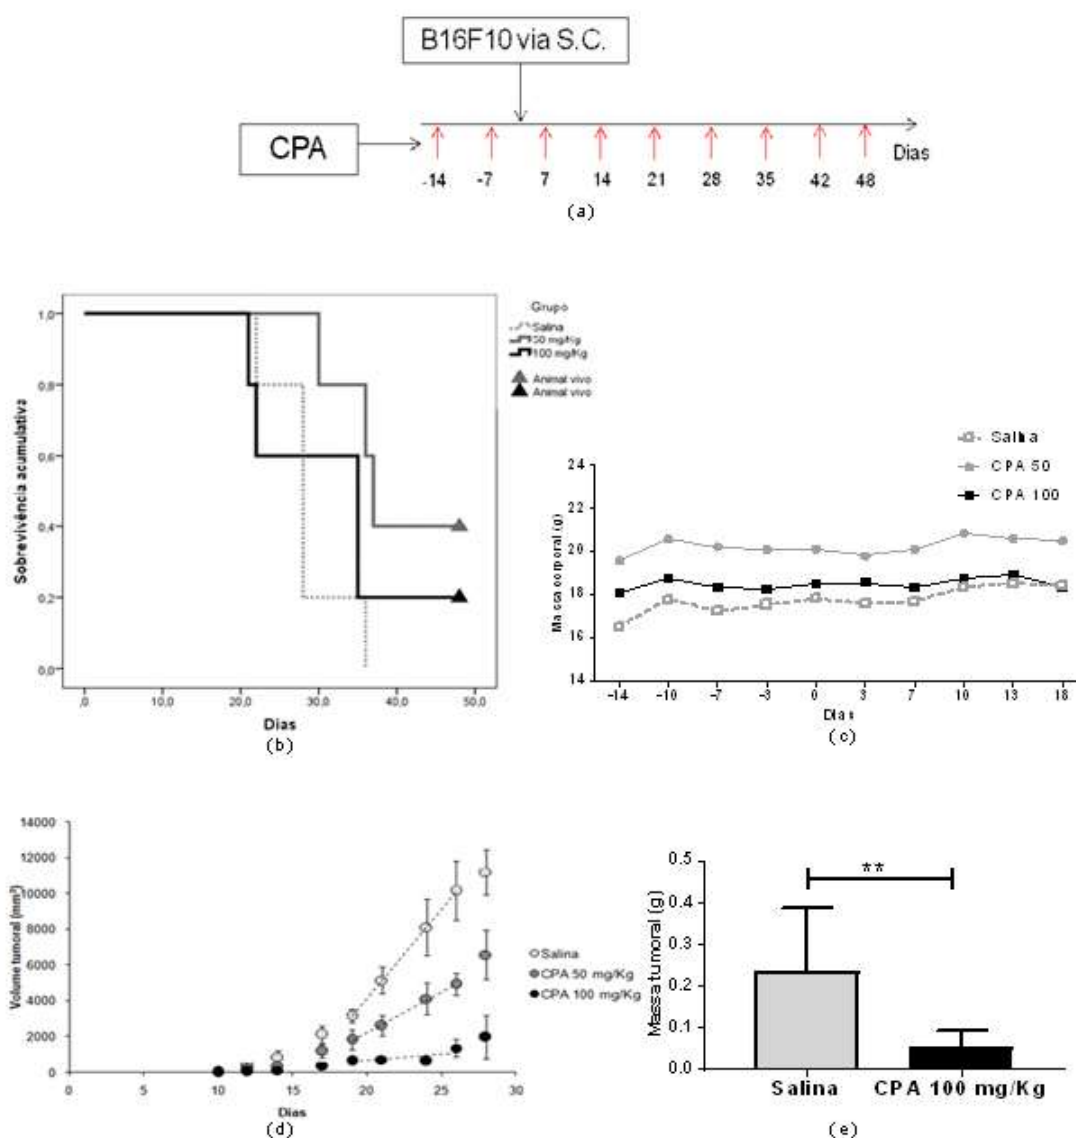 B16F10 via S.C.
CPA
Dias
-14 -7 7 14 21 28 35 42 48
(a)
1,0
0,8
0,6
0,4
0,2
0,0
Sobrevivência acumulativa
,0 10,0 20,0 30,0 40,0 50,0
Dias
(b)
Grupo
Salina
50 mg/Kg
100 mg/Kg
Animal vivo
Animal vivo
Salina
CPA 50
CPA 100
24
22
20
18
16
14
Massa corporal (g)
-14 -10 -7 -3 0 3 7 10 13 18
Dias
(c)
14000
12000
10000
8000
6000
4000
2000
0
Volume tumoral (mm³)
0 5 10 15 20 25 30
Dias
(d)
Salina
CPA 50 mg/Kg
CPA 100 mg/Kg
0.5
0.4
0.3
0.2
0.1
0.0
Massa tumoral (g)
**
Salina CPA 100 mg/Kg
(e)